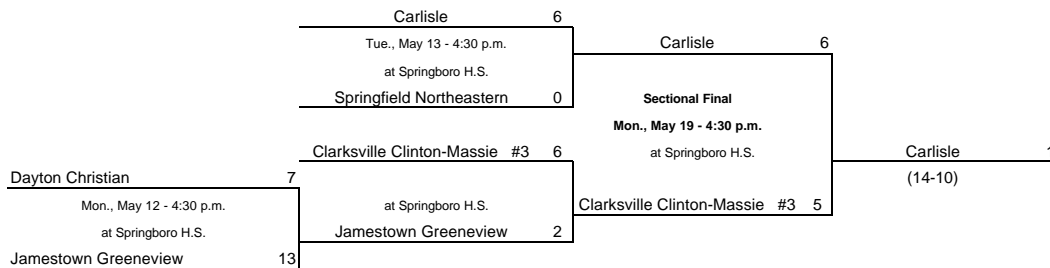 Carlisle 6
Tue., May 13 - 4:30 p.m.
Carlisle 6
at Springboro H.S.
Springfield Northeastern 0
Sectional Final
Mon., May 19 - 4:30 p.m.
Clarksville Clinton-Massie #3 6
at Springboro H.S.
Carlisle
Dayton Christian 7
(14-10)
Mon., May 12 - 4:30 p.m.
at Springboro H.S.
Clarksville Clinton-Massie #3 5
at Springboro H.S.
Jamestown Greeneview 2
Jamestown Greeneview 13